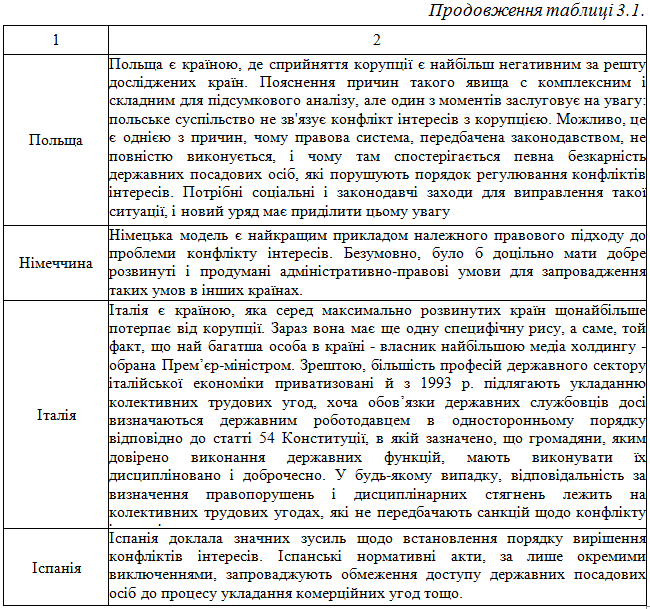 Продовження таблиці 3.1.
1
2
Польща
Польща є країною, де сприйняття корупції є найбільш негативним за решту
досліджених країн. Пояснення причин такого явища є комплексним і
складним для підсумкового аналізу, але один з моментів заслуговує на увагу:
польське суспільство не зв'язує конфлікт інтересів з корупцією. Можливо, це
є однією з причин, чому правова система, передбачена законодавством, не
повністю виконується, і чому там спостерігається певна безкарність
державних посадових осіб, які порушують порядок регулювання конфліктів
інтересів. Потрібні соціальні і законодавчі заходи для виправлення такої
ситуації, і новий уряд має приділити цьому увагу
Німеччина
Німецька модель є найкращим прикладом належного правового підходу до
проблеми конфлікту інтересів. Безумовно, було б доцільно мати добре
розвинуті і продумані адміністративно-правові умови для запровадження
таких умов в інших країнах.
Італія
Італія є країною, яка серед максимально розвинутих країн щонайбільше
потерпає від корупції. Зараз вона має ще одну специфічну рису, а саме, той
факт, що най багатша особа в країні - власник найбільшою медіа холдингу -
обрана Прем’єр-міністром. Зрештою, більшість професій державного сектору
італійської економіки приватизовані й з 1993 р. підлягають укладанню
колективних трудових угод, хоча обов’язки державних службовців досі
визначаються державним роботодавцем в односторонньому порядку
відповідно до статті 54 Конституції, в якій зазначено, що громадяни, яким
довірено виконання державних функцій, мають виконувати їх
дисципліновано і доброчесно. У будь-якому випадку, відповідальність за
визначення правопорушень і дисциплінарних стягнень лежить на
колективних трудових угодах, які не передбачають санкцій щодо конфлікту
Іспанія
Іспанія доклала значних зусиль щодо встановлення порядку вирішення
конфліктів інтересів. Іспанські нормативні акти, за лише окремими
виключеннями, запроваджують обмеження доступу державних посадових
осіб до процесу укладання комерційних угод тощо.